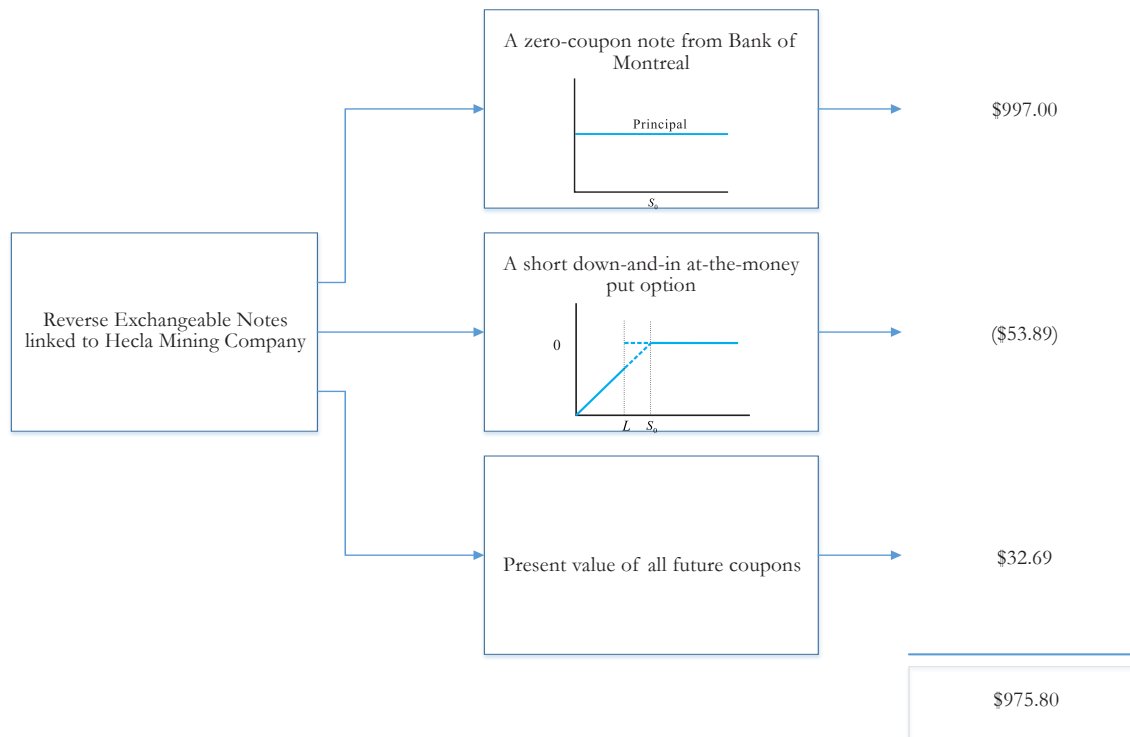 A zero-coupon note from Bank of
Montreal
Principal
S₀
$997.00
Reverse Exchangeable Notes
linked to Hecla Mining Company
A short down-and-in at-the-money
put option
0
L S₀
($53.89)
Present value of all future coupons
$32.69
$975.80